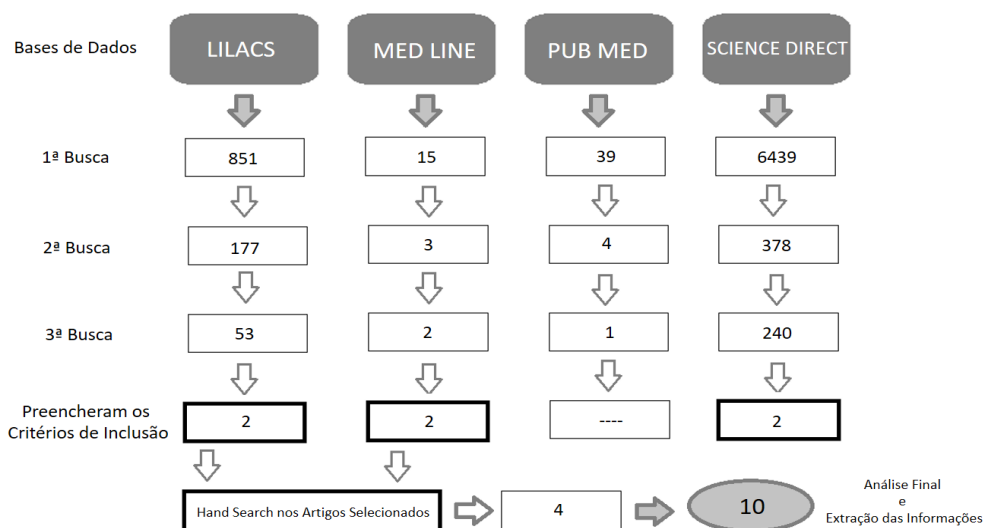 Bases de Dados
LILACS
MED LINE
PUB MED
SCIENCE DIRECT
1ª Busca
851
15
39
6439
2ª Busca
177
3
4
378
3ª Busca
53
2
1
240
Preencheram os
Critérios de Inclusão
2
2
----
2
Hand Search nos Artigos Selecionados
4
10
Análise Final
e
Extração das Informações